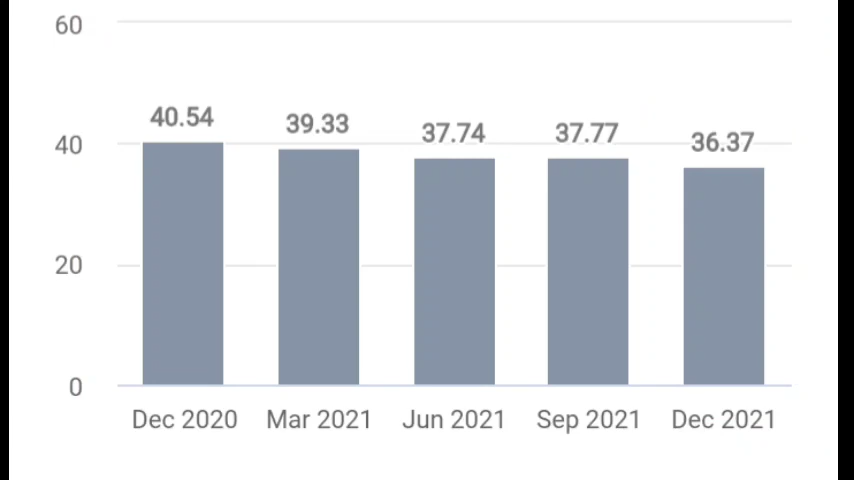 60
40.54
39.33
37.74
37.77
36.37
40
20
0
Dec 2020
Mar 2021
Jun 2021
Sep 2021
Dec 2021